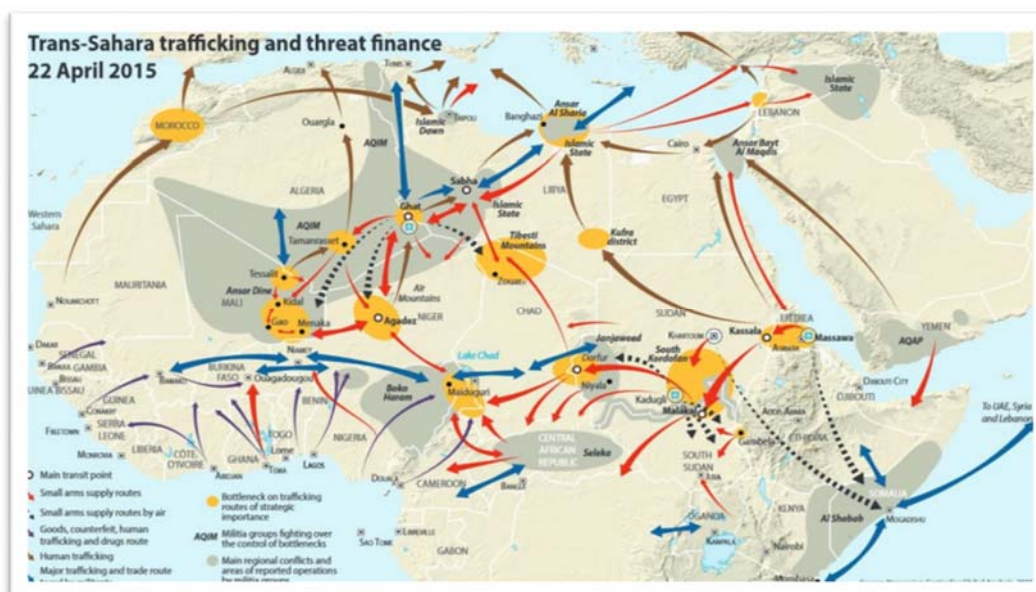 Trans-Sahara trafficking and threat finance
22 April 2015
ALGER
TUNIS
Islamic
State
MOROCCO
Ouargla
Islamic
Dawn
TRIPOLI
Banghazi
Ansar
Al Sharia
Islamic
State
LEBANON
AQIM
Cairo
Ansar Bayt
Al Maqdis
ALGERIA
Sabha
LIBYA
EGYPT
Western
Sahara
Ghat
Islamic
State
AQIM
Tamanrasset
Tibesti
Mountains
Kufra
district
Tessalit
Zouar
MAURITANIA
Ansar Dine
Air
Mountains
MALI
Kidal
NOUAKCHOTT
Gao
Menaka
Agadez
NIGER
CHAD
SUDAN
ERITREA
YEMEN
KHARTOUM
Kassala
Massawa
ASMARA
AQAP
DAKAR
SENEGAL
GAMBIA
BISSAU
GUINEA BISSAU
NIAMEY
Lake Chad
Janjaweed
South
Kordofan
BAMAKO
BURKINA
FASO
Ouagadougou
Darfur
Maiduguri
Nyala
Kadugli
DJIBOUTI CITY
DJIBOUTI
GUINEA
BENIN
Boko
Haram
Malakal
ADDIS ABABA
To UAE, Syria
and Lebanon
CONAKRY
FREETOWN
SIERRA
LEONE
NIGERIA
Gambela
ETHIOPIA
CENTRAL
AFRICAN
REPUBLIC
Seleka
MONROVIA
LIBERIA
CÔTE
D'IVOIRE
GHANA
TOGO
LOME
LAGOS
SOUTH
SUDAN
JUBA
ABIDJAN
DOUALA
CAMEROON
BANGUI
SOMALIA
MOGADISHU
KENYA
Al Shabab
UGANDA
KAMPALA
Nairobi
LIBREVILLE
SAO TOME
GABON
Mombasa
Main transit point
Small arms supply routes
Small arms supply routes by air
Goods, counterfeit, human
trafficking and drugs route
Human trafficking
Major trafficking and trade route
Bottleneck on trafficking
routes of strategic
importance
AQIM
Militia groups fighting over
the control of bottlenecks
Main regional conflicts and
areas of reported operations
by militia groups